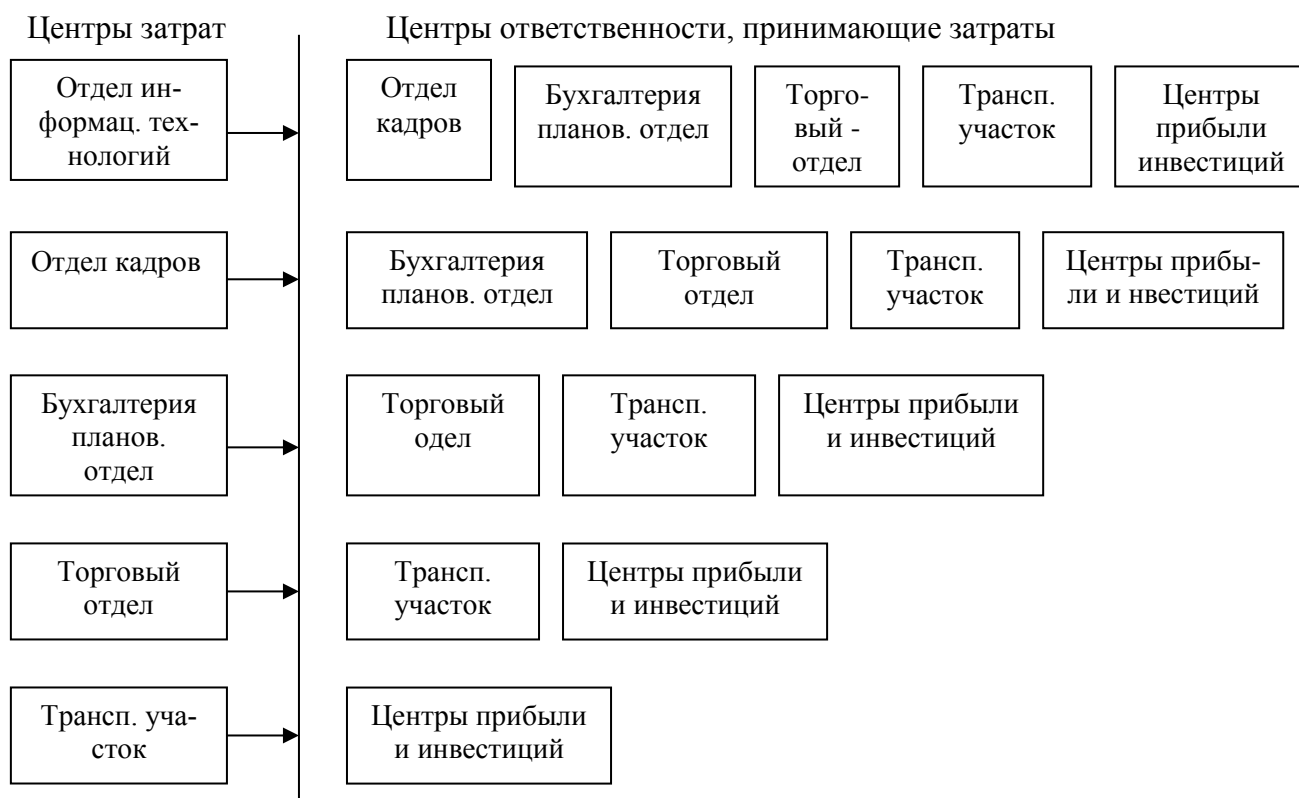 Центры затрат
Центры ответственности, принимающие затраты
Отдел ин-
формац. тех-
нологий
Отдел
кадров
Бухгалтерия
планов. отдел
Торго-
вый -
отдел
Трансп.
участок
Центры
прибыли
инвестиций
Отдел кадров
Бухгалтерия
планов. отдел
Торговый
отдел
Трансп.
участок
Центры прибы-
ли и нвестиций
Бухгалтерия
планов.
отдел
Торговый
одел
Трансп.
участок
Центры прибыли
и инвестиций
Торговый
отдел
Трансп.
участок
Центры прибыли
и инвестиций
Трансп. уча-
сток
Центры прибыли
и инвестиций